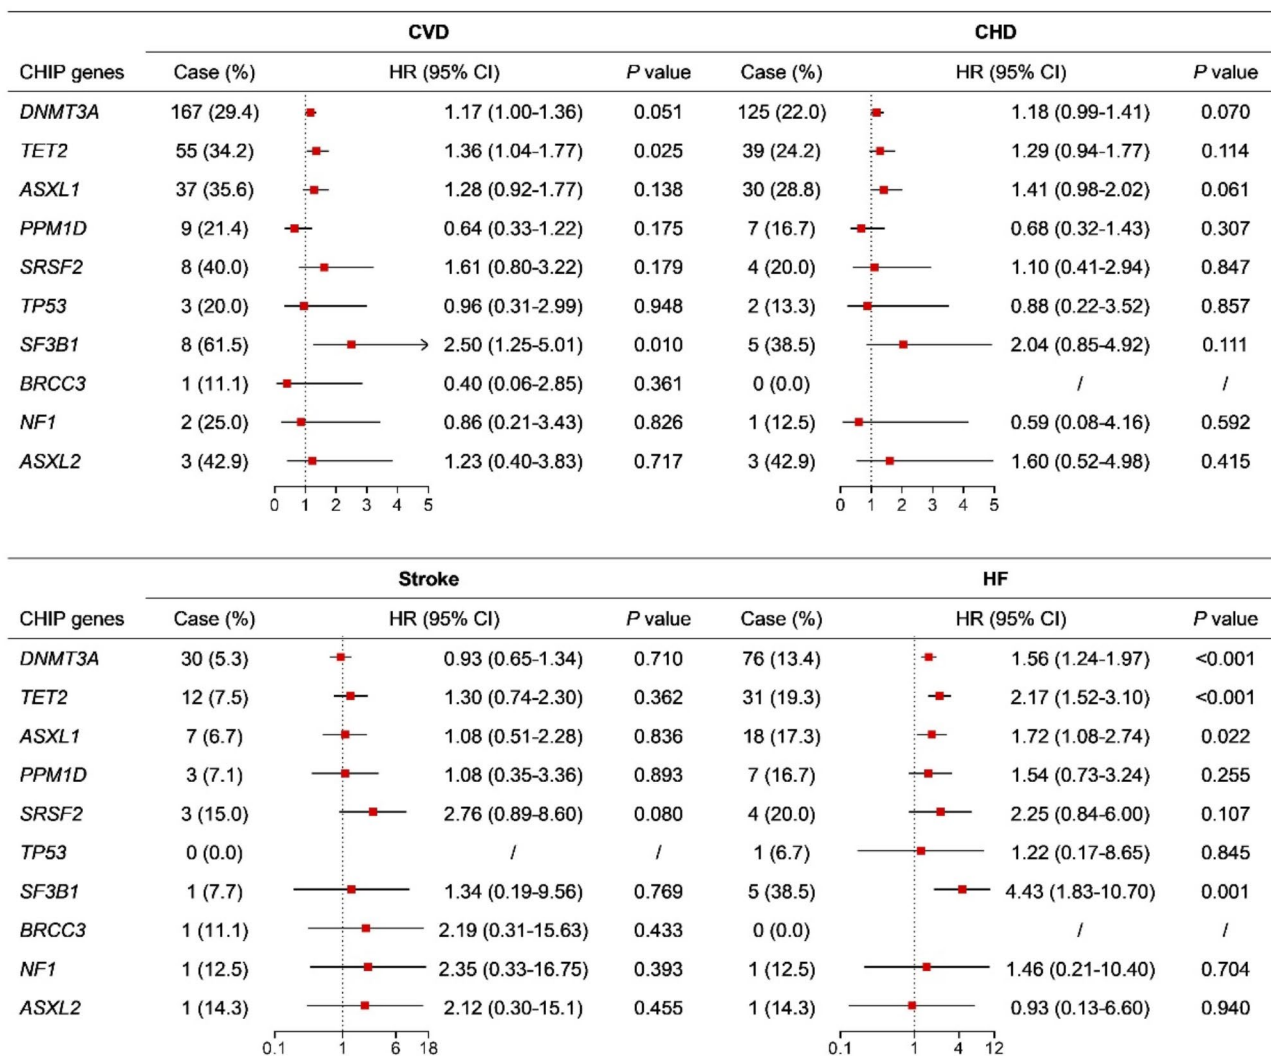 CVD CHD
CHIP genes Case (%) HR (95% CI) P value Case (%) HR (95% CI) P value
DNMT3A 167 (29.4) 1.17 (1.00-1.36) 0.051 125 (22.0) 1.18 (0.99-1.41) 0.070
TET2 55 (34.2) 1.36 (1.04-1.77) 0.025 39 (24.2) 1.29 (0.94-1.77) 0.114
ASXL1 37 (35.6) 1.28 (0.92-1.77) 0.138 30 (28.8) 1.41 (0.98-2.02) 0.061
PPM1D 9 (21.4) 0.64 (0.33-1.22) 0.175 7 (16.7) 0.68 (0.32-1.43) 0.307
SRSF2 8 (40.0) 1.61 (0.80-3.22) 0.179 4 (20.0) 1.10 (0.41-2.94) 0.847
TP53 3 (20.0) 0.96 (0.31-2.99) 0.948 2 (13.3) 0.88 (0.22-3.52) 0.857
SF3B1 8 (61.5) 2.50 (1.25-5.01) 0.010 5 (38.5) 2.04 (0.85-4.92) 0.111
BRCC3 1 (11.1) 0.40 (0.06-2.85) 0.361 0 (0.0) / /
NF1 2 (25.0) 0.86 (0.21-3.43) 0.826 1 (12.5) 0.59 (0.08-4.16) 0.592
ASXL2 3 (42.9) 1.23 (0.40-3.83) 0.717 3 (42.9) 1.60 (0.52-4.98) 0.415
0 1 2 3 4 5 0 1 2 3 4 5
Stroke HF
CHIP genes Case (%) HR (95% CI) P value Case (%) HR (95% CI) P value
DNMT3A 30 (5.3) 0.93 (0.65-1.34) 0.710 76 (13.4) 1.56 (1.24-1.97) <0.001
TET2 12 (7.5) 1.30 (0.74-2.30) 0.362 31 (19.3) 2.17 (1.52-3.10) <0.001
ASXL1 7 (6.7) 1.08 (0.51-2.28) 0.836 18 (17.3) 1.72 (1.08-2.74) 0.022
PPM1D 3 (7.1) 1.08 (0.35-3.36) 0.893 7 (16.7) 1.54 (0.73-3.24) 0.255
SRSF2 3 (15.0) 2.76 (0.89-8.60) 0.080 4 (20.0) 2.25 (0.84-6.00) 0.107
TP53 0 (0.0) / / 1 (6.7) 1.22 (0.17-8.65) 0.845
SF3B1 1 (7.7) 1.34 (0.19-9.56) 0.769 5 (38.5) 4.43 (1.83-10.70) 0.001
BRCC3 1 (11.1) 2.19 (0.31-15.63) 0.433 0 (0.0) / /
NF1 1 (12.5) 2.35 (0.33-16.75) 0.393 1 (12.5) 1.46 (0.21-10.40) 0.704
ASXL2 1 (14.3) 2.12 (0.30-15.1) 0.455 1 (14.3) 0.93 (0.13-6.60) 0.940
0.1 1 6 18 0.1 1 4 12